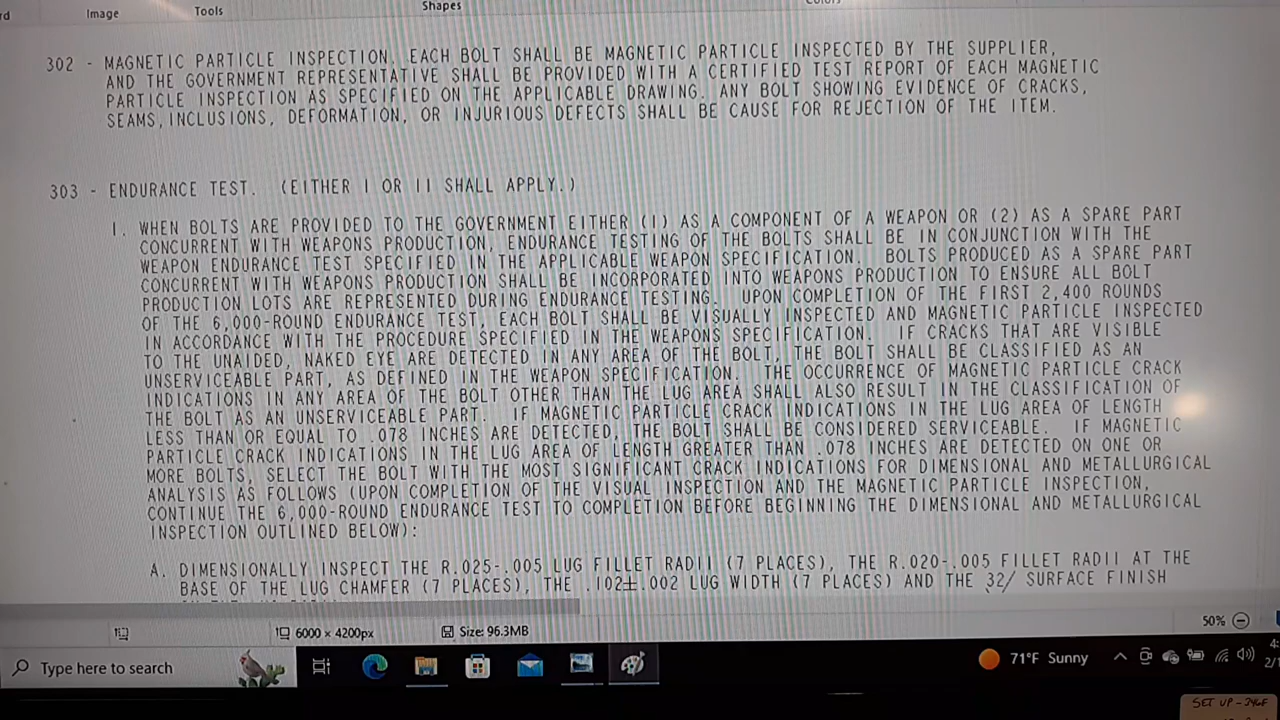 Image
Tools
Shapes
302 - MAGNETIC PARTICLE INSPECTION. EACH BOLT SHALL BE MAGNETIC PARTICLE INSPECTED BY THE SUPPLIER,
AND THE GOVERNMENT REPRESENTATIVE SHALL BE PROVIDED WITH A CERTIFIED TEST REPORT OF EACH MAGNETIC
PARTICLE INSPECTION AS SPECIFIED ON THE APPLICABLE DRAWING. ANY BOLT SHOWING EVIDENCE OF CRACKS,
SEAMS, INCLUSIONS, DEFORMATION, OR INJURIOUS DEFECTS SHALL BE CAUSE FOR REJECTION OF THE ITEM.
303 - ENDURANCE TEST. (EITHER I OR II SHALL APPLY.)
I. WHEN BOLTS ARE PROVIDED TO THE GOVERNMENT EITHER (1) AS A COMPONENT OF A WEAPON OR (2) AS A SPARE PART
CONCURRENT WITH WEAPONS PRODUCTION, ENDURANCE TESTING OF THE BOLTS SHALL BE IN CONJUNCTION WITH THE
WEAPON ENDURANCE TEST SPECIFIED IN THE APPLICABLE WEAPON SPECIFICATION. BOLTS PRODUCED AS A SPARE PART
CONCURRENT WITH WEAPONS PRODUCTION SHALL BE INCORPORATED INTO WEAPONS PRODUCTION TO ENSURE ALL BOLT
PRODUCTION LOTS ARE REPRESENTED DURING ENDURANCE TESTING. UPON COMPLETION OF THE FIRST 2,400 ROUNDS
OF THE 6,000-ROUND ENDURANCE TEST, EACH BOLT SHALL BE VISUALLY INSPECTED AND MAGNETIC PARTICLE INSPECTED
IN ACCORDANCE WITH THE PROCEDURE SPECIFIED IN THE WEAPONS SPECIFICATION. IF CRACKS THAT ARE VISIBLE
TO THE UNAIDED, NAKED EYE ARE DETECTED IN ANY AREA OF THE BOLT, THE BOLT SHALL BE CLASSIFIED AS AN
UNSERVICEABLE PART, AS DEFINED IN THE WEAPON SPECIFICATION. THE OCCURRENCE OF MAGNETIC PARTICLE CRACK
INDICATIONS IN ANY AREA OF THE BOLT OTHER THAN THE LUG AREA SHALL ALSO RESULT IN THE CLASSIFICATION OF
THE BOLT AS AN UNSERVICEABLE PART. IF MAGNETIC PARTICLE CRACK INDICATIONS IN THE LUG AREA OF LENGTH
LESS THAN OR EQUAL TO .078 INCHES ARE DETECTED, THE BOLT SHALL BE CONSIDERED SERVICEABLE. IF MAGNETIC
PARTICLE CRACK INDICATIONS IN THE LUG AREA OF LENGTH GREATER THAN .078 INCHES ARE DETECTED ON ONE OR
MORE BOLTS, SELECT THE BOLT WITH THE MOST SIGNIFICANT CRACK INDICATIONS FOR DIMENSIONAL AND METALLURGICAL
ANALYSIS AS FOLLOWS (UPON COMPLETION OF THE VISUAL INSPECTION AND THE MAGNETIC PARTICLE INSPECTION,
CONTINUE THE 6,000-ROUND ENDURANCE TEST TO COMPLETION BEFORE BEGINNING THE DIMENSIONAL AND METALLURGICAL
INSPECTION OUTLINED BELOW):
A. DIMENSIONALLY INSPECT THE R.025-.005 LUG FILLET RADII (7 PLACES), THE R.020-.005 FILLET RADII AT THE
BASE OF THE LUG CHAMFER (7 PLACES), THE .102±.002 LUG WIDTH (7 PLACES) AND THE 32/ SURFACE FINISH
6000 × 4200px
Size: 96.3MB
50%
Type here to search
71°F Sunny
SET UP